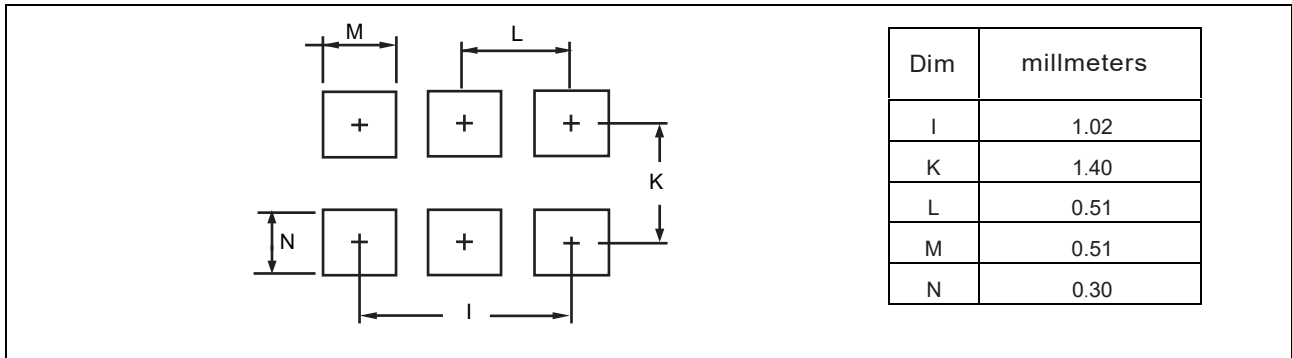 M
L
K
N
I
Dim millmeters
I 1.02
K 1.40
L 0.51
M 0.51
N 0.30